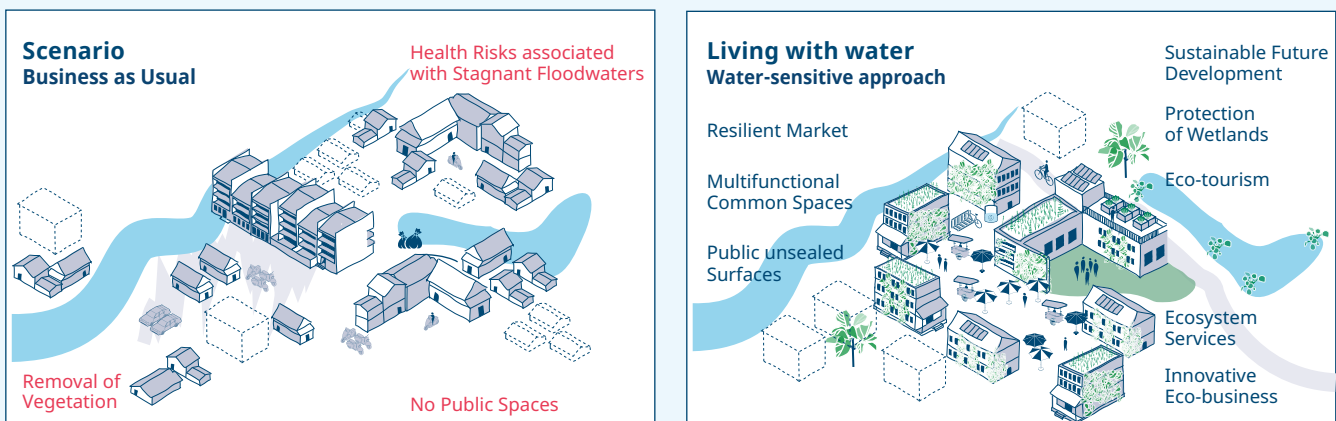 Scenario
Business as Usual
Health Risks associated
with Stagnant Floodwaters
Removal of
Vegetation
No Public Spaces
Living with water
Water-sensitive approach
Resilient Market
Multifunctional
Common Spaces
Public unsealed
Surfaces
Sustainable Future
Development
Protection
of Wetlands
Eco-tourism
Ecosystem
Services
Innovative
Eco-business